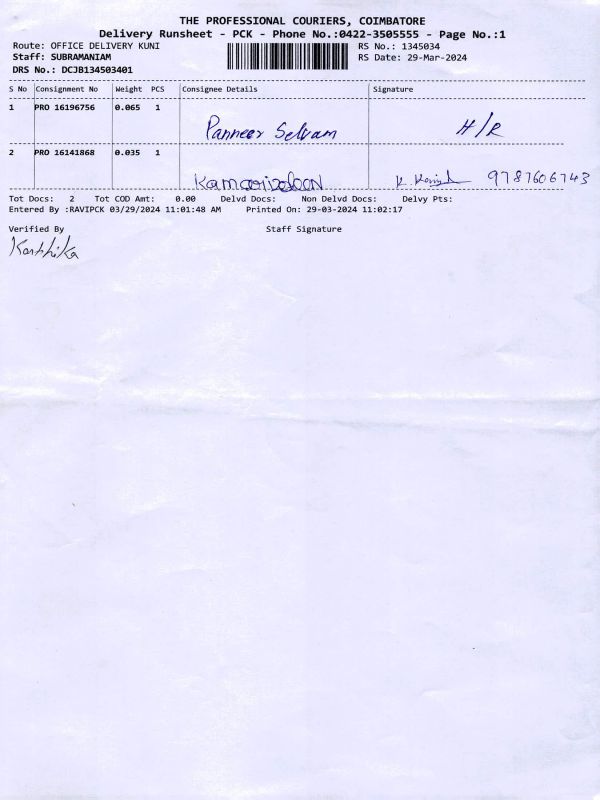 THE PROFESSIONAL COURIERS, COIMBATORE
Delivery Runsheet - PCK - Phone No.:0422-3505555 - Page No.:1
Route: OFFICE DELIVERY KUNI RS No.: 1345034
Staff: SUBRAMANIAM RS Date: 29-Mar-2024
DRS No.: DCJB134503401
S No Consignment No Weight PCS Consignee Details Signature
1 PRO 16196756 0.065 1
Panneer Selvam H/R
2 PRO 16141868 0.035 1
9787606743
Tot Docs: 2 Tot COD Amt: 0.00 Delvd Docs: Non Delvd Docs: Delvy Pts:
Entered By :RAVIPCK 03/29/2024 11:01:48 AM Printed On: 29-03-2024 11:02:17
Verified By Staff Signature
Karthika